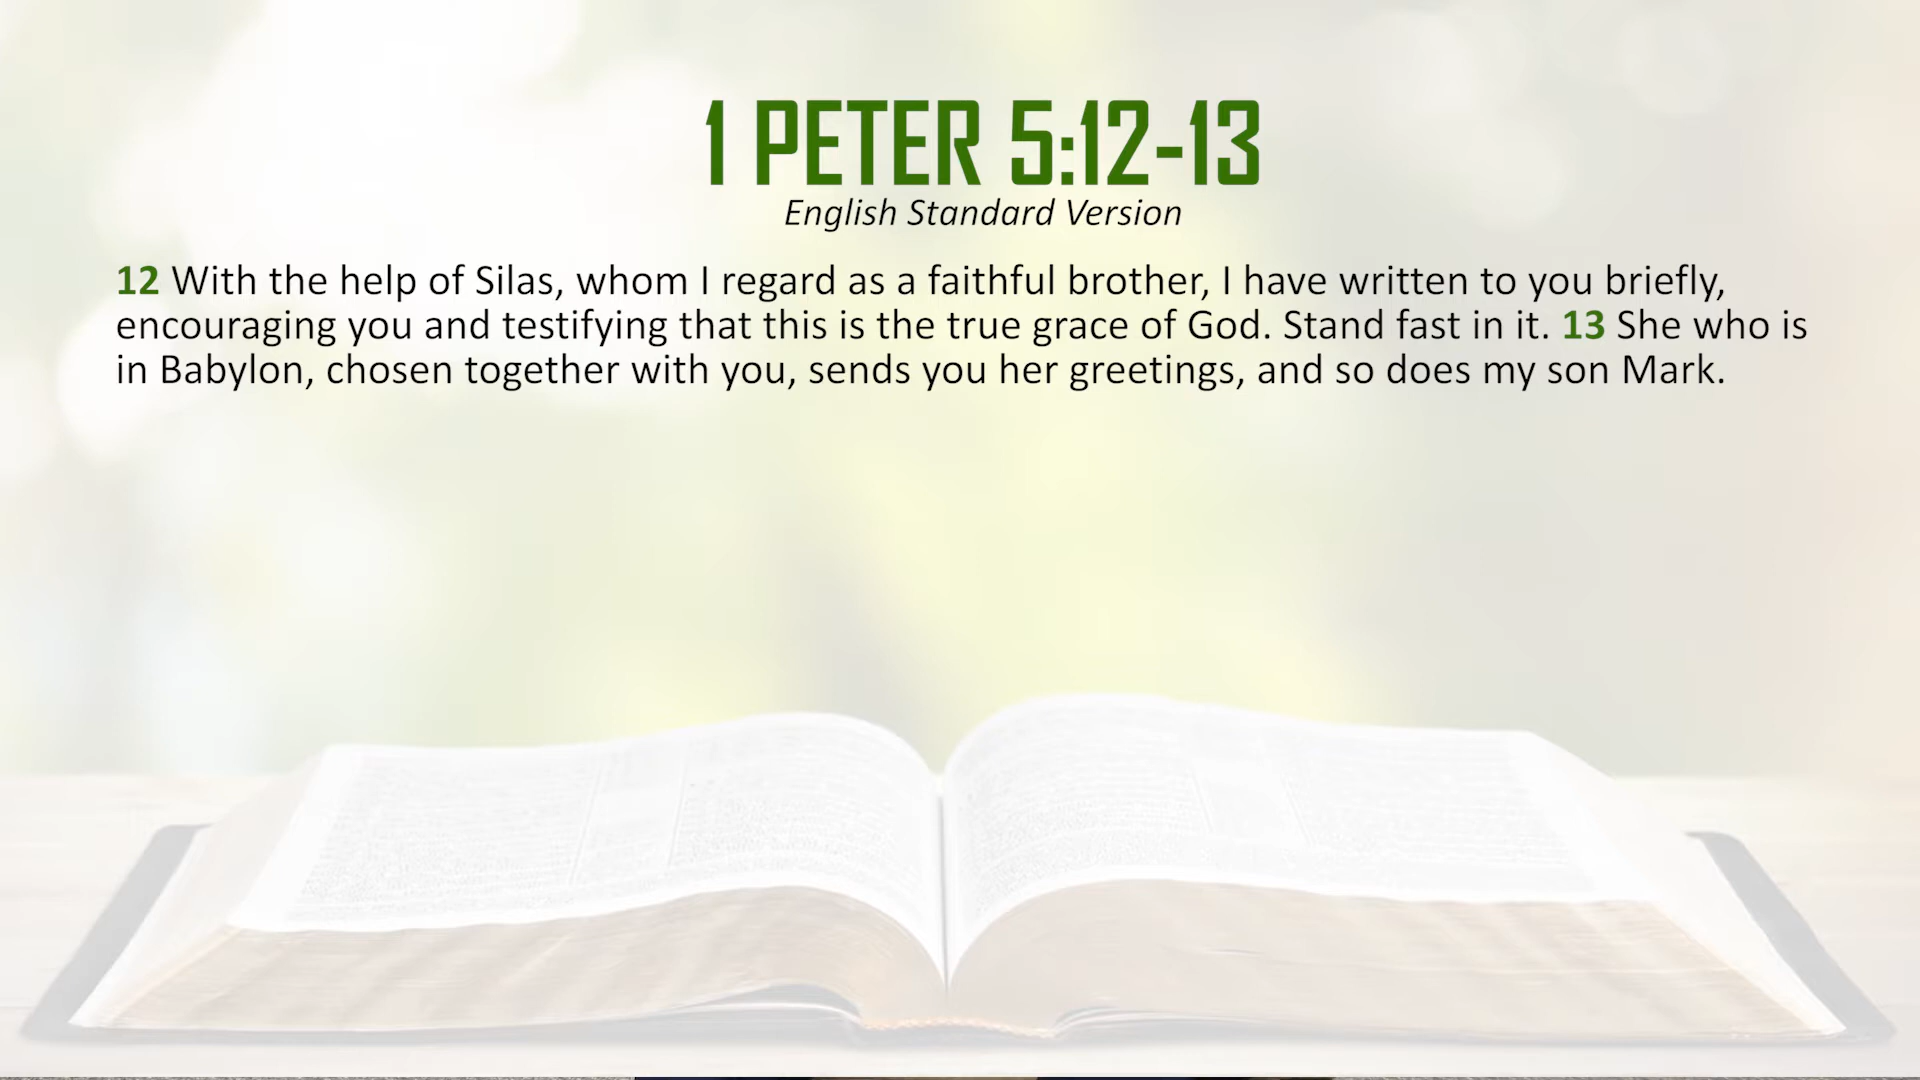 1 PETER 5:12-13
English Standard Version
12 With the help of Silas, whom I regard as a faithful brother, I have written to you briefly,
encouraging you and testifying that this is the true grace of God. Stand fast in it. 13 She who is
in Babylon, chosen together with you, sends you her greetings, and so does my son Mark.